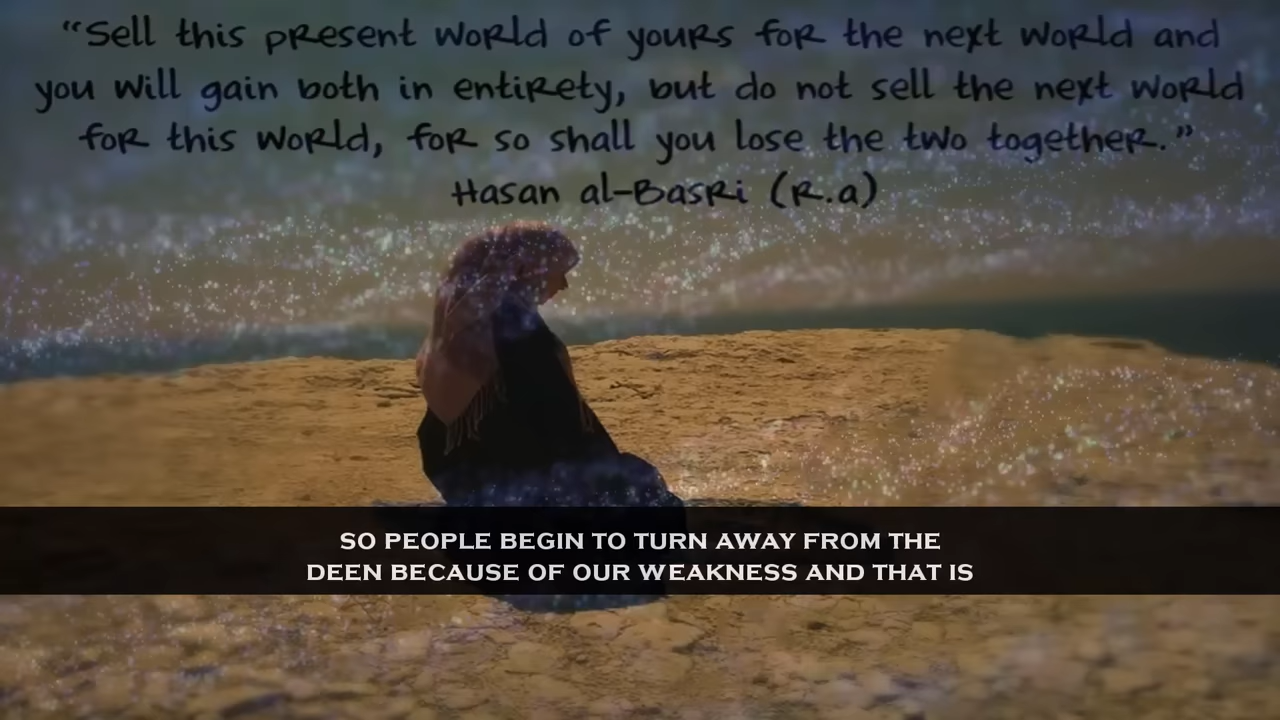 “Sell this present world of yours for the next world and
you will gain both in entirety, but do not sell the next world
for this world, for so shall you lose the two together.”
Hasan al-Basri (R.a)
SO PEOPLE BEGIN TO TURN AWAY FROM THE
DEEN BECAUSE OF OUR WEAKNESS AND THAT IS